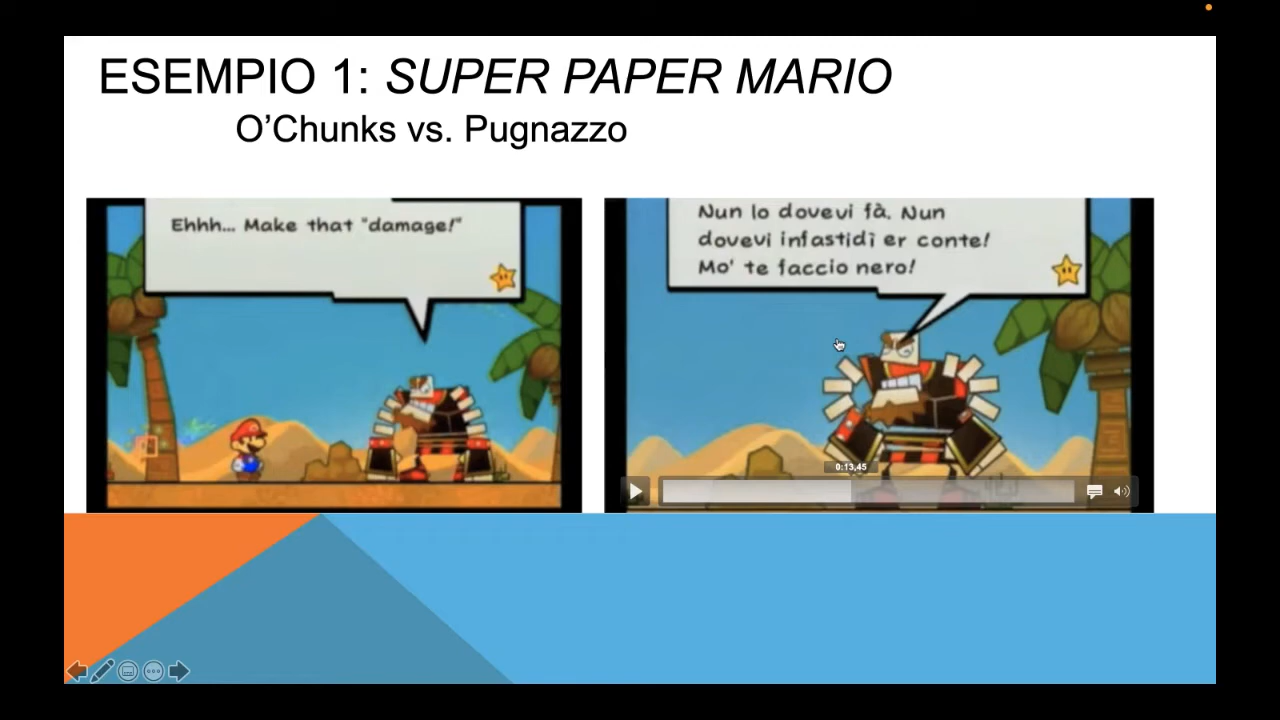 ESEMPIO 1: SUPER PAPER MARIO
O'Chunks vs. Pugnazzo
Ehhh... Make that "damage!"
Nun lo dovevi fà. Nun
dovevi infastidì er conte!
Mo' te faccio nero!
0:13,45